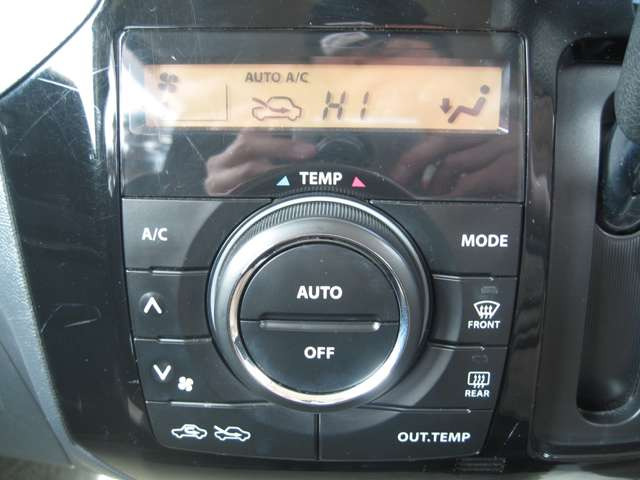 AUTO A/C
HI
TEMP
A/C
MODE
AUTO
OFF
FRONT
REAR
OUT.TEMP